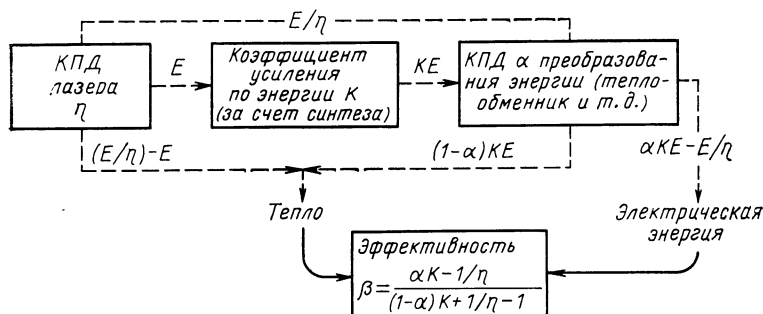 E/η
КПД
лазера
η
E
Коэффициент
усиления
по энергии K
(за счет синтеза)
KE
КПД α преобразова-
ния энергии (тепло-
обменник и т. д.)
(E/η)-E
(1-α)KE
αKE-E/η
Тепло
Электрическая
энергия
Эффективность
β = αK-1/η / (1-α)K+1/η-1